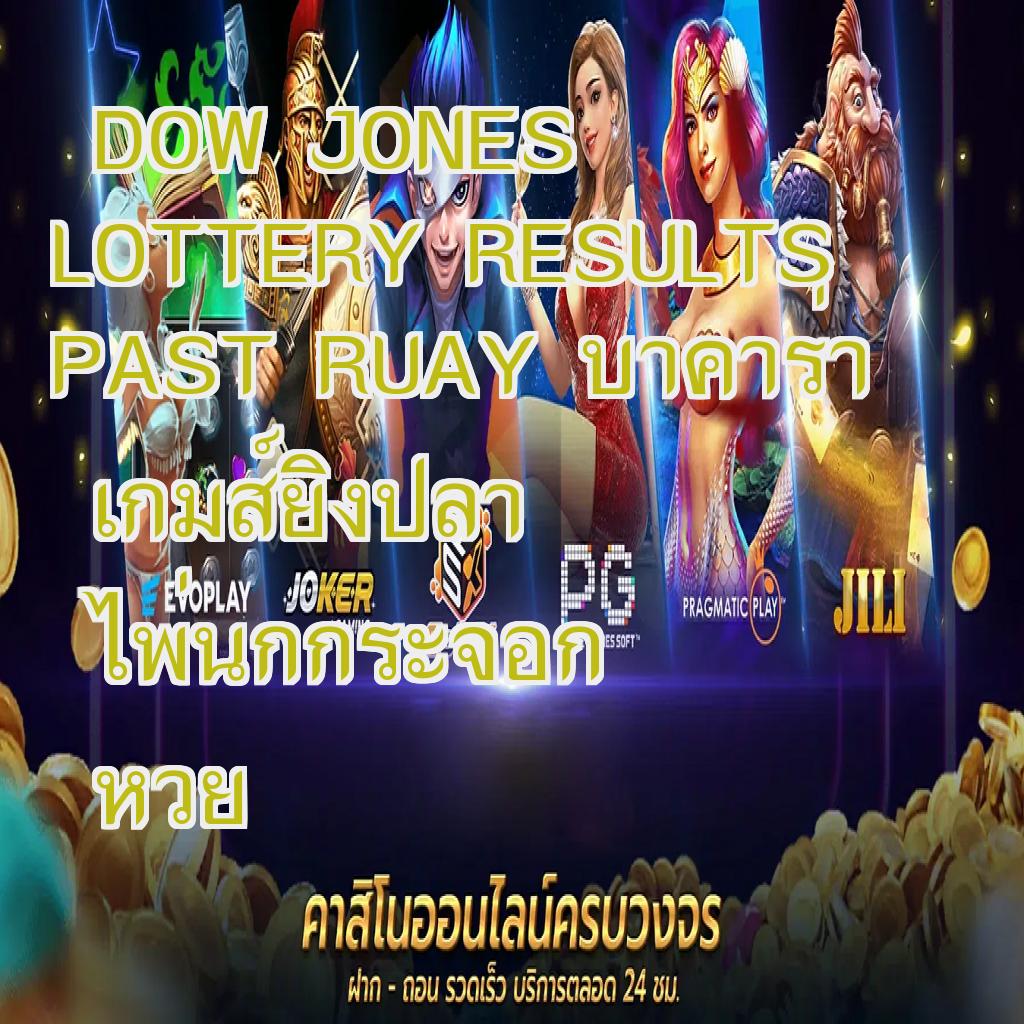 DOW JONES
LOTTERY RESULTSุ
PAST RUAY บาคารา
เกมส์ยิงปลา
EVOPLAY JOKER PG PRAGMATIC PLAY JILI
ไพ่นกกระจอก
หวย
คาสิโนออนไลน์ครบวงจร
ฝาก - ถอน รวดเร็ว บริการตลอด 24 ชม.